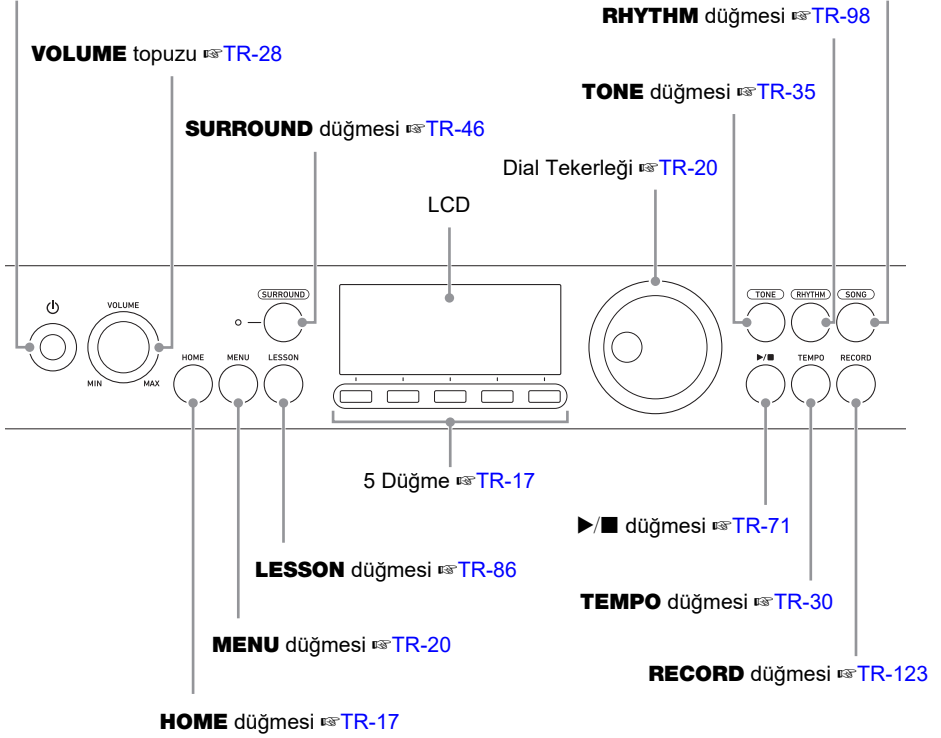 RHYTHM düğmesi ☞TR-98
VOLUME topuzu ☞TR-28
TONE düğmesi ☞TR-35
SURROUND düğmesi ☞TR-46
Dial Tekerleği ☞TR-20
LCD
VOLUME
MIN
MAX
SURROUND
HOME
MENU
LESSON
TONE
RHYTHM
SONG
▶/■
TEMPO
RECORD
5 Düğme ☞TR-17
▶/■ düğmesi ☞TR-71
LESSON düğmesi ☞TR-86
TEMPO düğmesi ☞TR-30
MENU düğmesi ☞TR-20
RECORD düğmesi ☞TR-123
HOME düğmesi ☞TR-17